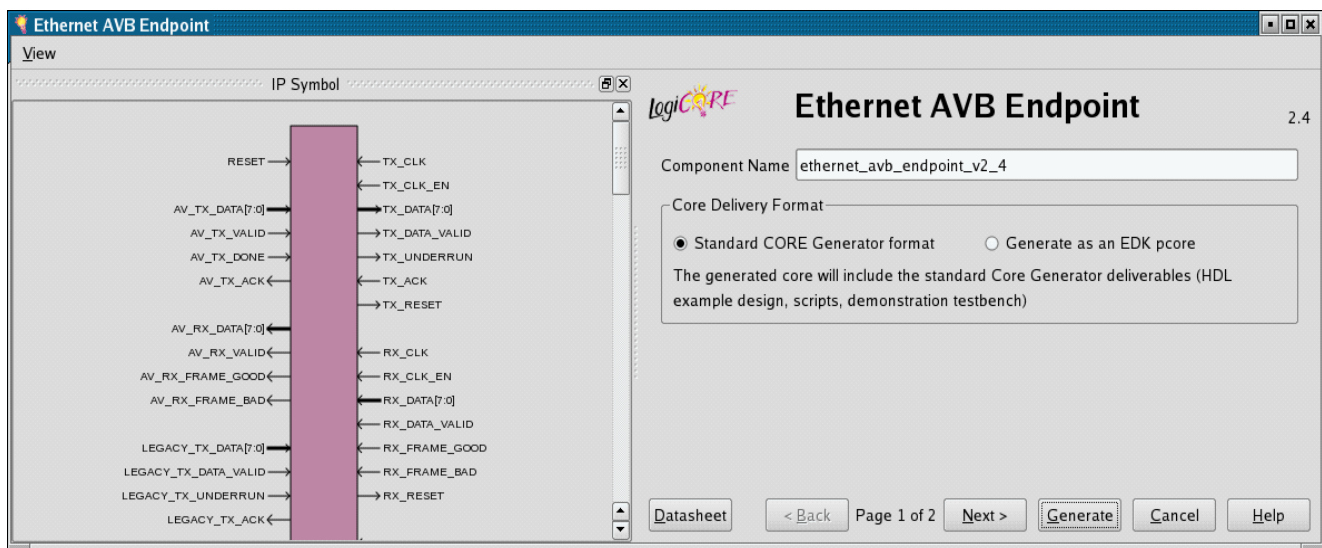 Ethernet AVB Endpoint
View
IP Symbol
RESET
AV_TX_DATA[7:0]
AV_TX_VALID
AV_TX_DONE
AV_TX_ACK
AV_RX_DATA[7:0]
AV_RX_VALID
AV_RX_FRAME_GOOD
AV_RX_FRAME_BAD
LEGACY_TX_DATA[7:0]
LEGACY_TX_DATA_VALID
LEGACY_TX_UNDERRUN
LEGACY_TX_ACK
TX_CLK
TX_CLK_EN
TX_DATA[7:0]
TX_DATA_VALID
TX_UNDERRUN
TX_ACK
TX_RESET
RX_CLK
RX_CLK_EN
RX_DATA[7:0]
RX_DATA_VALID
RX_FRAME_GOOD
RX_FRAME_BAD
RX_RESET
LogiCORE
Ethernet AVB Endpoint
2.4
Component Name ethernet_avb_endpoint_v2_4
Core Delivery Format
Standard CORE Generator format Generate as an EDK pcore
The generated core will include the standard Core Generator deliverables (HDL
example design, scripts, demonstration testbench)
Datasheet < Back Page 1 of 2 Next > Generate Cancel Help